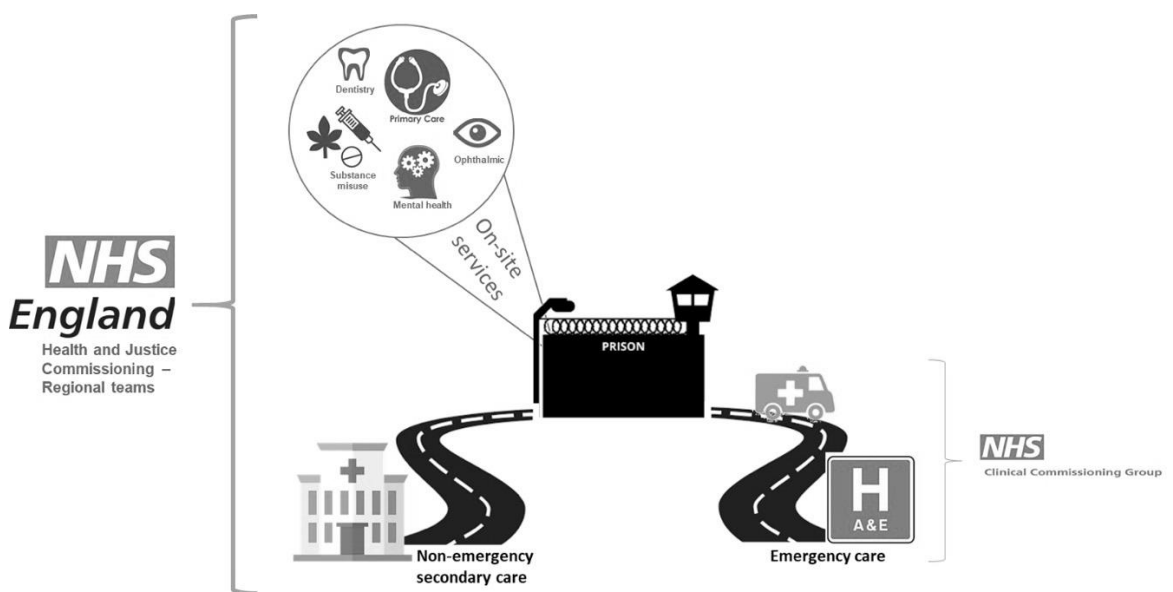 Dentistry
Primary Care
Substance
misuse
Ophthalmic
Mental health
On-site
services
NHS
England
Health and Justice
Commissioning –
Regional teams
PRISON
NHS
Clinical Commissioning Group
H
A&E
Non-emergency
secondary care
Emergency care